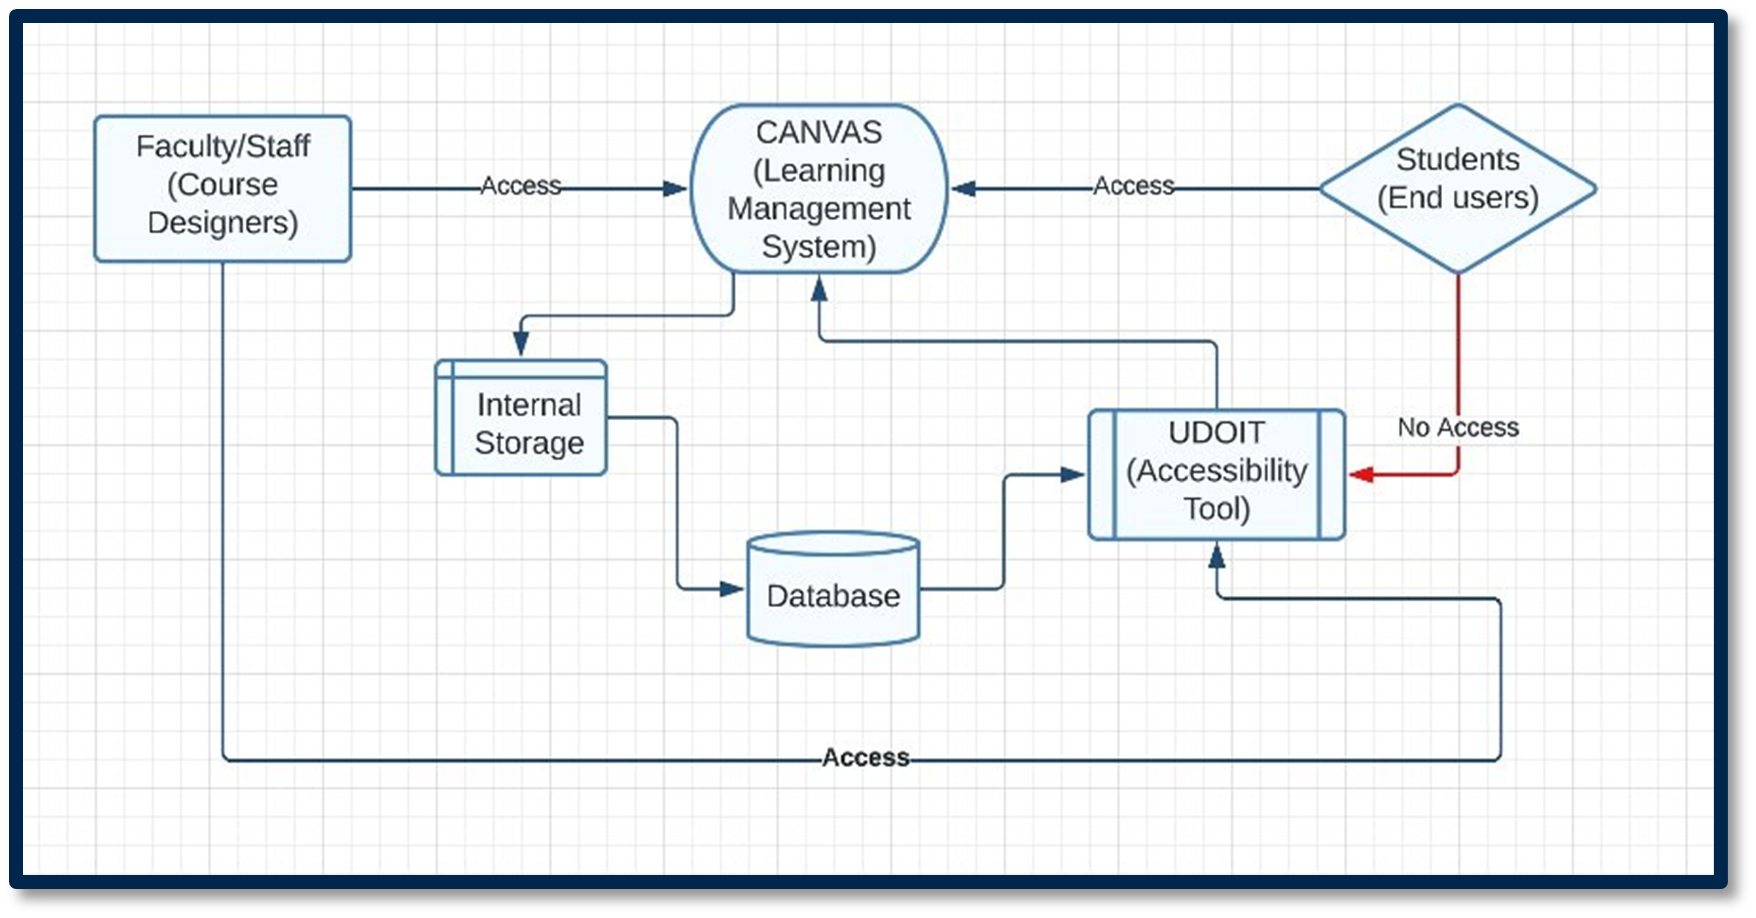 Faculty/Staff
(Course
Designers)
Access
CANVAS
(Learning
Management
System)
Access
Students
(End users)
Internal
Storage
UDOIT
(Accessibility
Tool)
No Access
Database
Access